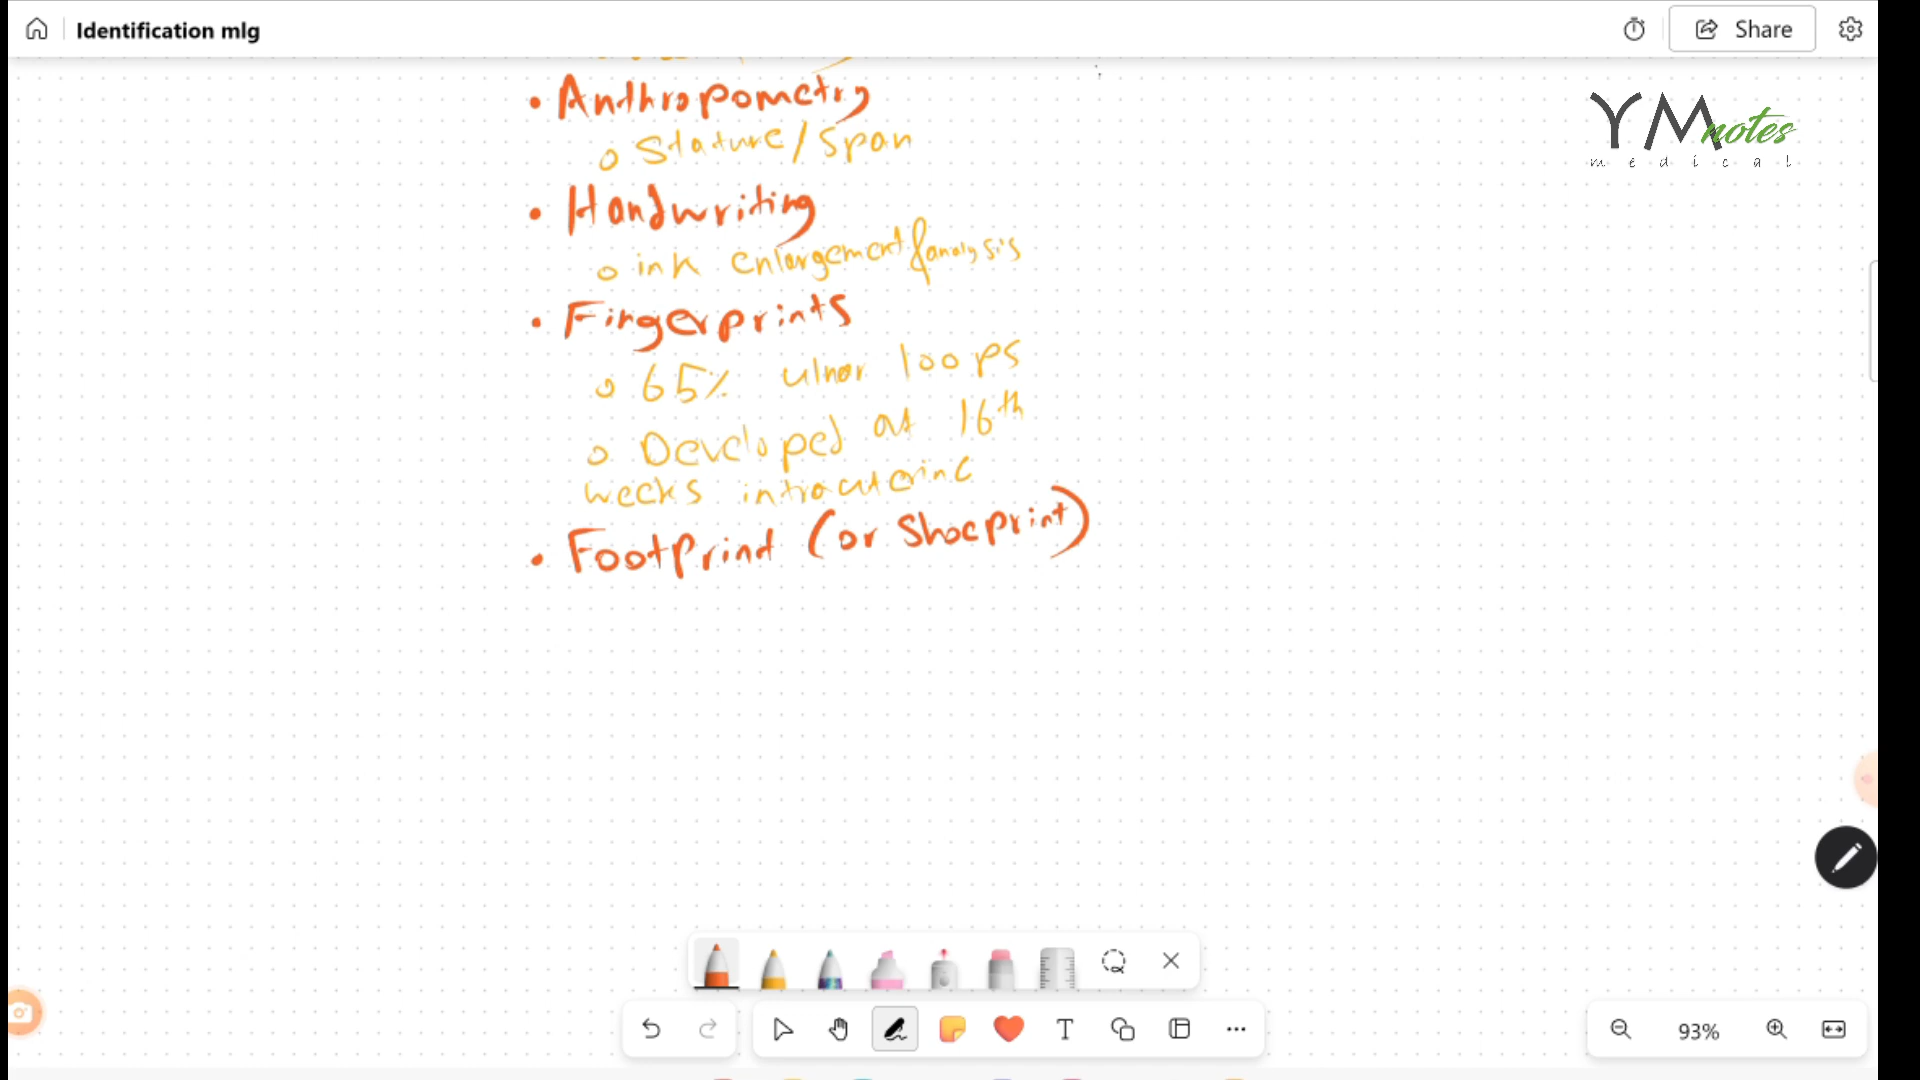 Identification mlg
Share
YM notes
medical
• Anthropometry
o Stature/Span
• Handwriting
o ink enlargement & analysis
• Fingerprints
o 65% ulnar loops
o Developed at 16th
weeks intrauterine
• Footprint (or Shoeprint)
T
93%